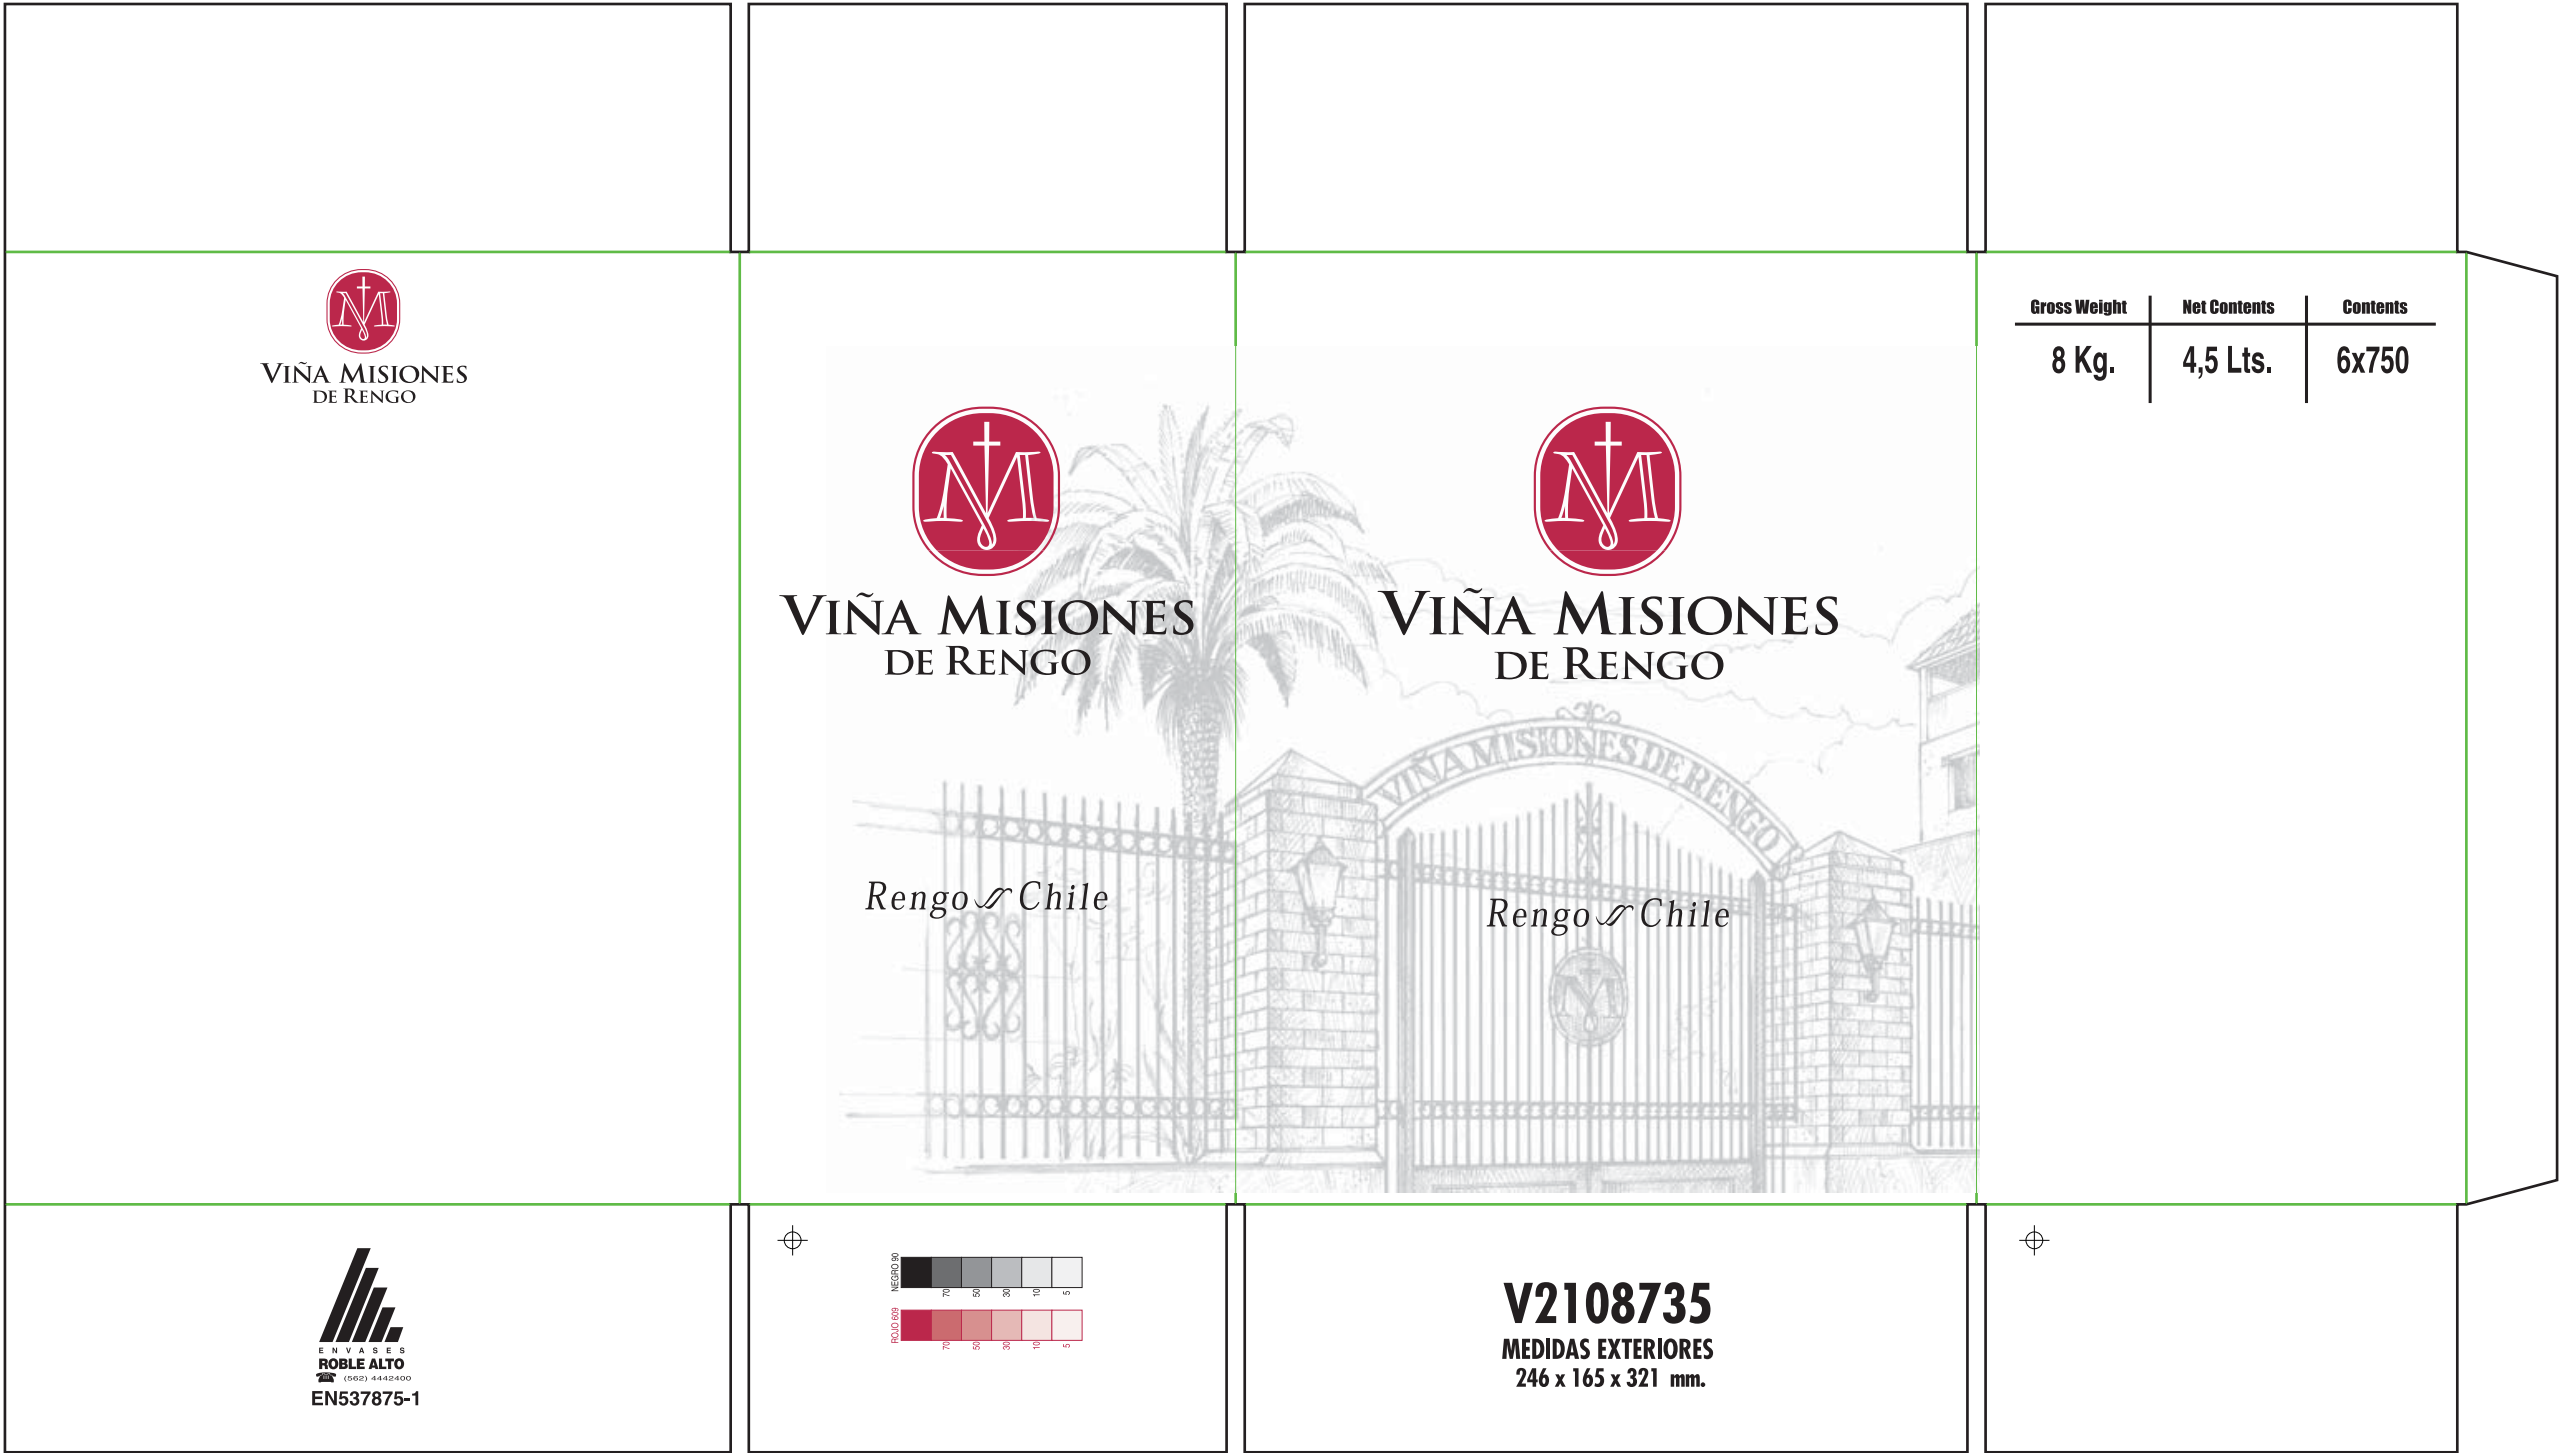 VIÑA MISIONES
DE RENGO
VIÑA MISIONES
DE RENGO
Rengo Chile
VIÑA MISIONES
DE RENGO
VIÑA MISIONES DE RENGO
Rengo Chile
Gross Weight Net Contents Contents
8 Kg. 4,5 Lts. 6x750
ENVASES
ROBLE ALTO
(562) 4442400
EN537875-1
NEGRO 90
70 50 30 10 5
ROJO 609
70 50 30 10 5
V2108735
MEDIDAS EXTERIORES
246 x 165 x 321 mm.